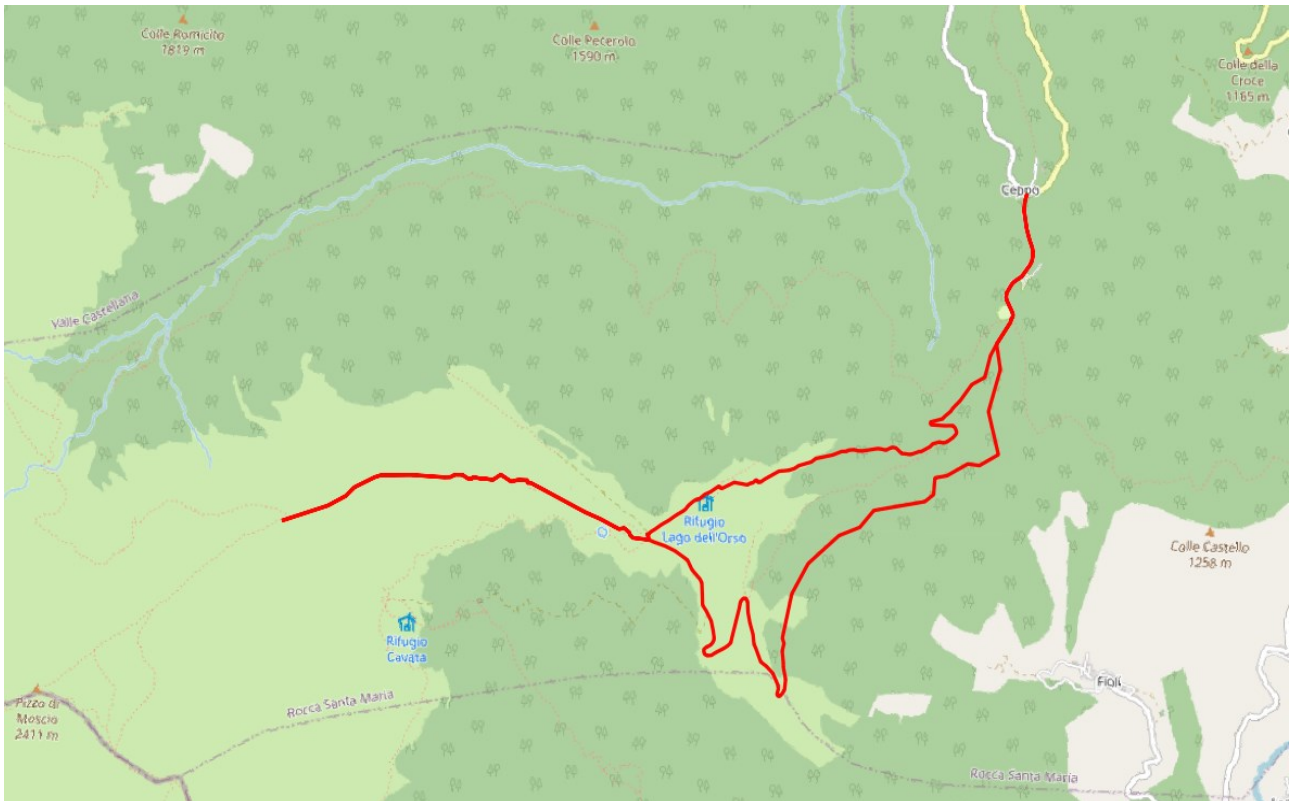 Colle Romicito
1819 m
Colle Pecerolo
1590 m
Colle della
Croce
1165 m
Ceppo
Valle Castellana
Rifugio
Lago dell'Orso
Colle Castello
1258 m
Rifugio
Cavata
Fioli
Rocca Santa Maria
Pizzo di
Moscio
2411 m
Rocca Santa Maria